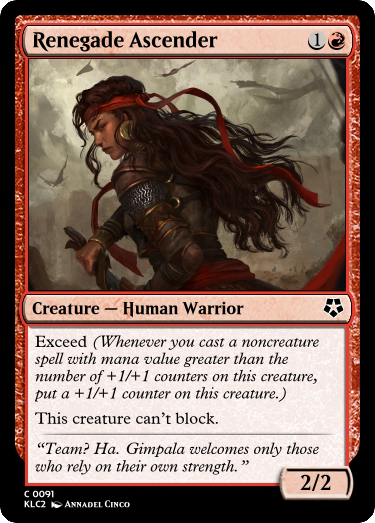 Renegade Ascender
1
Creature — Human Warrior
Exceed (Whenever you cast a noncreature
spell with mana value greater than the
number of +1/+1 counters on this creature,
put a +1/+1 counter on this creature.)
This creature can't block.
“Team? Ha. Gimpala welcomes only those
who rely on their own strength.”
2/2
C 0091
KLC2 Annadel Cinco